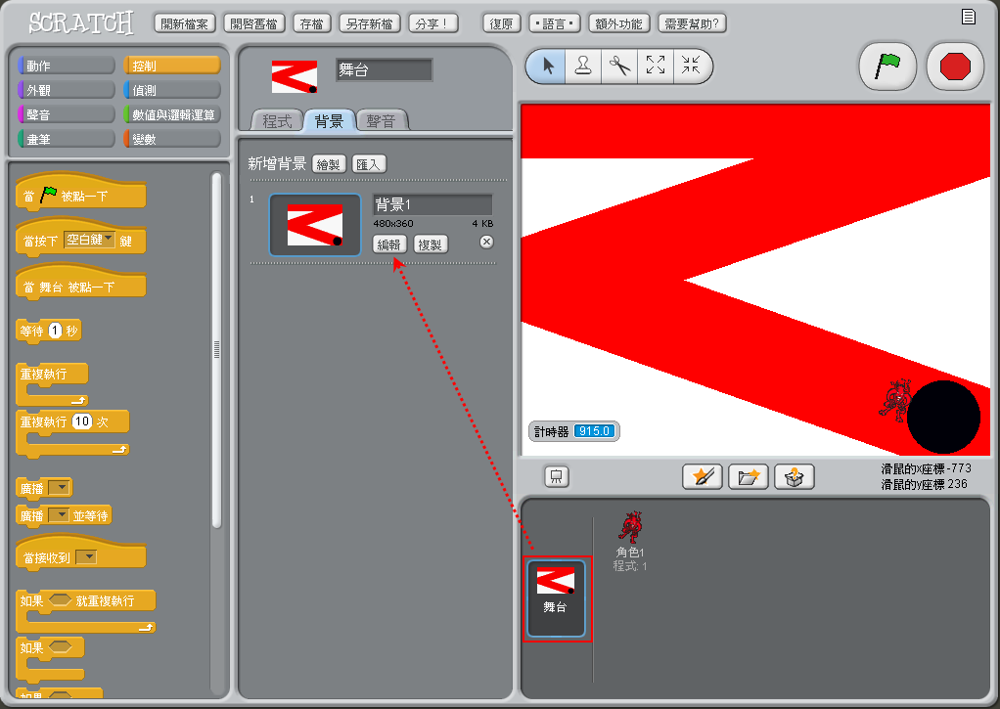 SCRATCH
開新檔案 開啓舊檔 存檔 另存新檔 分享！ 復原 •語言• 額外功能 需要幫助?
動作 控制
外觀 偵測
聲音 數值與邏輯運算
畫筆 變數
當 被點一下
當按下 空白鍵 鍵
當 舞台 被點一下
等待 1 秒
重複執行
重複執行 10 次
廣播
廣播 並等待
當接收到
如果 就重複執行
如果
如果
舞台
程式 背景 聲音
新增背景 繪製 匯入
1 背景1
480x360 4 KB
編輯 複製
計時器 915.0
滑鼠的x座標 -773
滑鼠的y座標 236
角色1
程式: 1
舞台